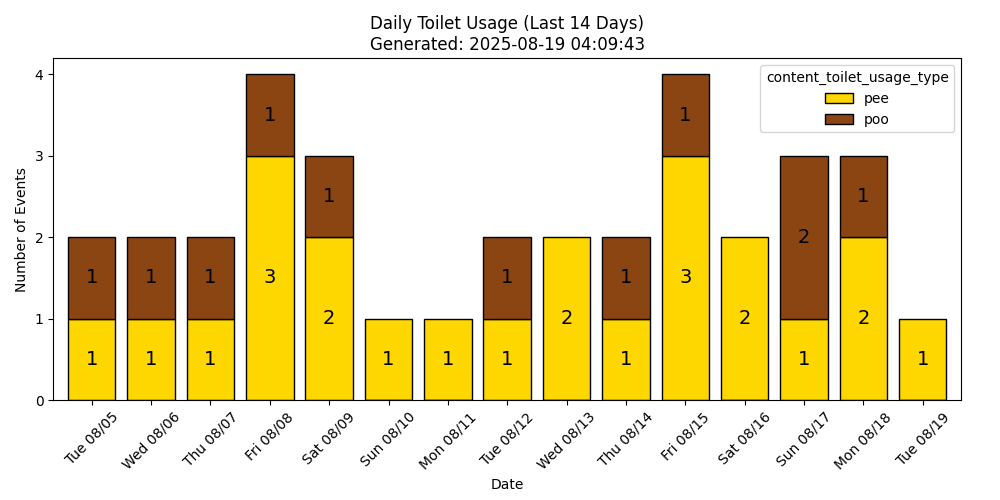 Daily Toilet Usage (Last 14 Days)
Generated: 2025-08-19 04:09:43
content_toilet_usage_type
pee
poo
Number of Events
4
3
2
1
0
1 1 1 1 1 1 1 1 2 1
1 1 1 3 2 1 1 1 2 1 3 2 1 2 1
Tue 08/05
Wed 08/06
Thu 08/07
Fri 08/08
Sat 08/09
Sun 08/10
Mon 08/11
Tue 08/12
Wed 08/13
Thu 08/14
Fri 08/15
Sat 08/16
Sun 08/17
Mon 08/18
Tue 08/19
Date